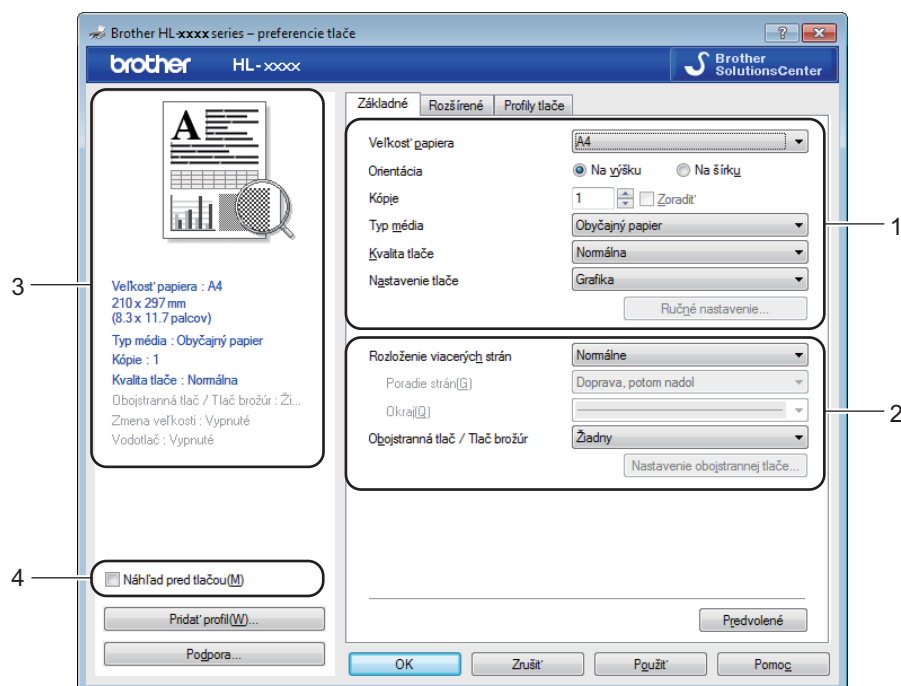 Brother HL-xxxx series – preferencie tlače
brother HL-xxxx
Brother
SolutionsCenter
A
Veľkosť papiera : A4
210 x 297 mm
(8.3 x 11.7 palcov)
Typ média : Obyčajný papier
Kópie : 1
Kvalita tlače : Normálna
Obojstranná tlač / Tlač brožúr : Ži...
Zmena veľkosti : Vypnuté
Vodotlač : Vypnuté
3
Náhľad pred tlačou(M)
4
Pridať profil(W)...
Podpora...
Základné Rozšírené Profily tlače
Veľkosť papiera A4
Orientácia Na výšku Na šírku
Kópie 1 Zoradiť
Typ média Obyčajný papier
1
Kvalita tlače Normálna
Nastavenie tlače Grafika
Ručné nastavenie...
Rozloženie viacerých strán Normálne
Poradie strán(G) Doprava, potom nadol
Okraj(Q)
2
Obojstranná tlač / Tlač brožúr Žiadny
Nastavenie obojstrannej tlače...
Predvolené
OK Zrušiť Použiť Pomoc